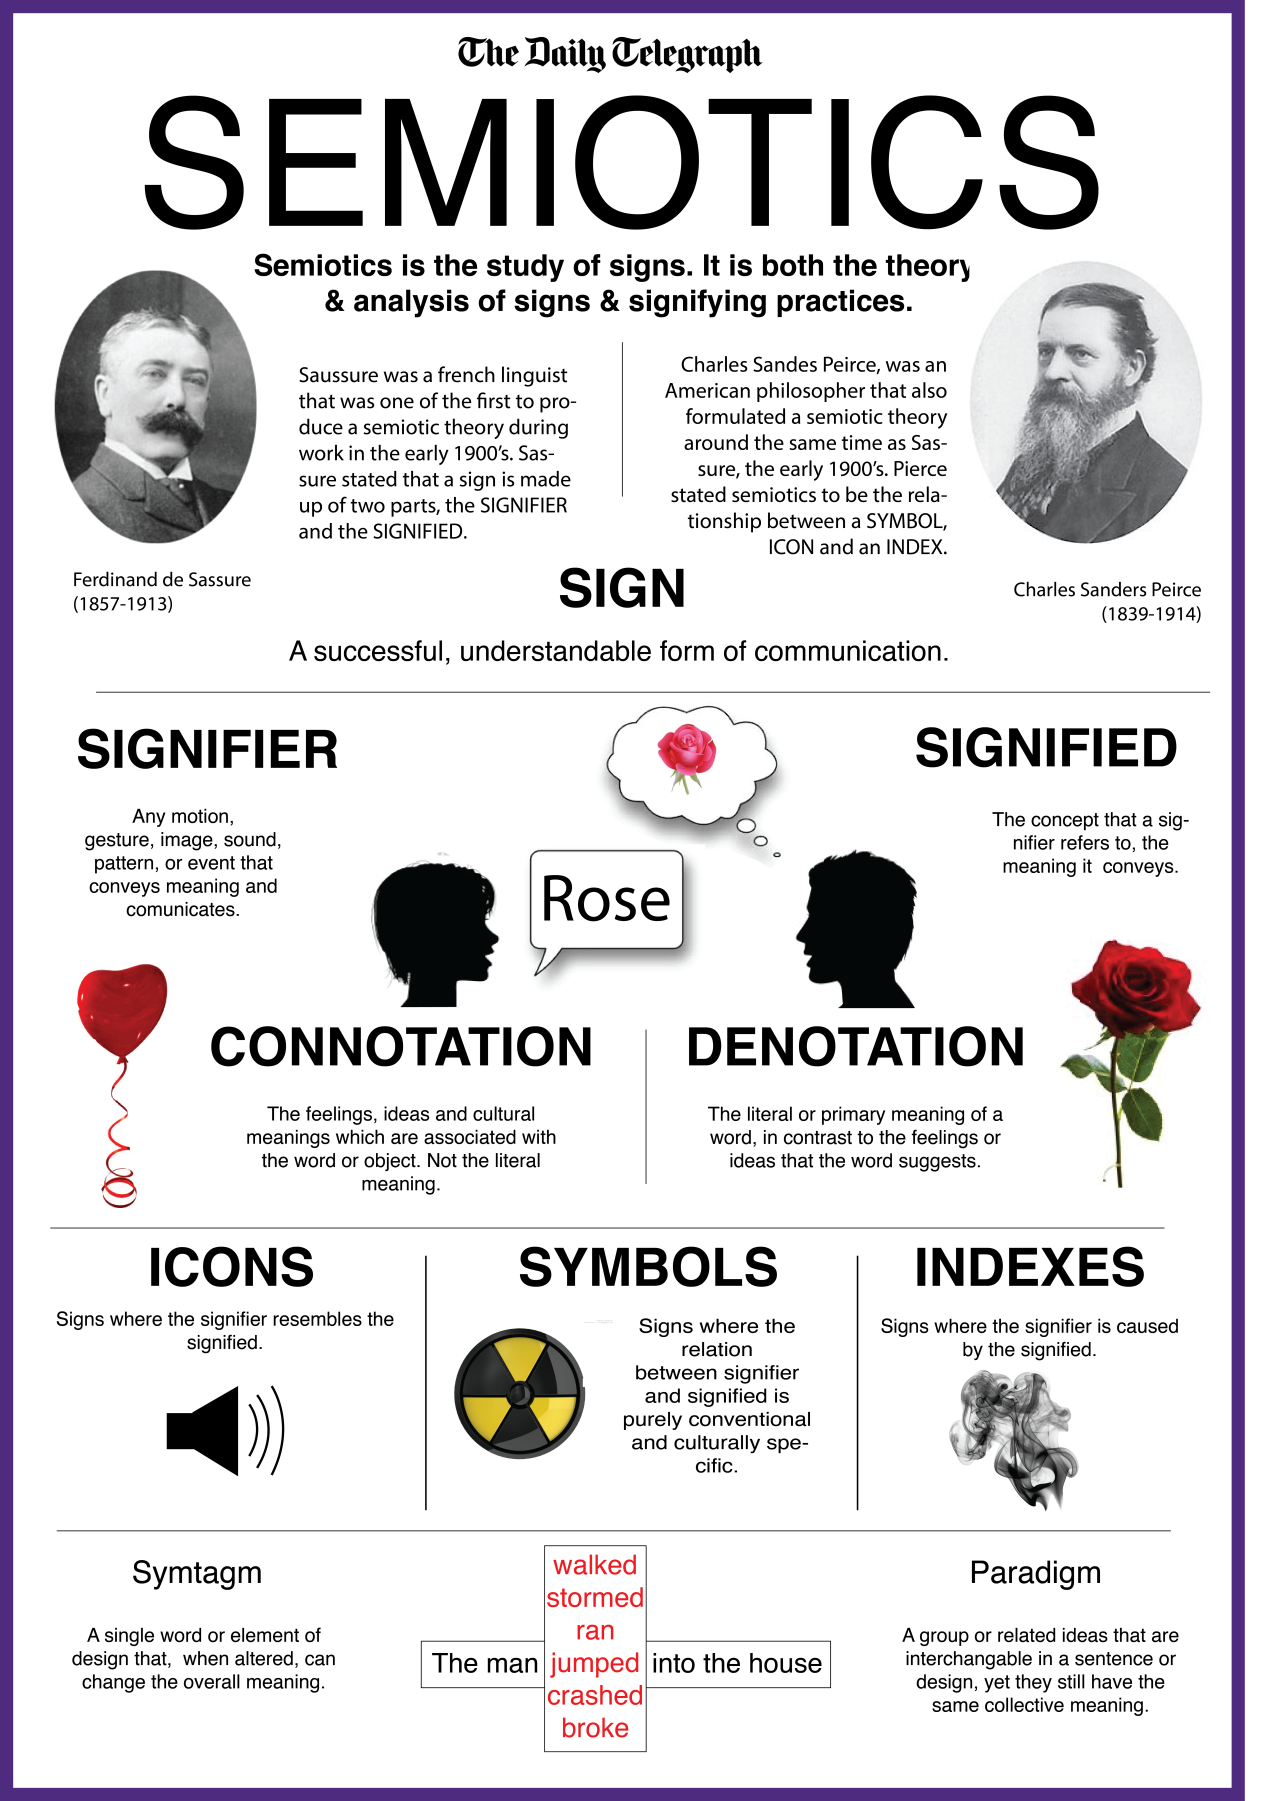 The Daily Telegraph
SEMIOTICS
Semiotics is the study of signs. It is both the theory
& analysis of signs & signifying practices.
Saussure was a french linguist
that was one of the first to pro-
duce a semiotic theory during
work in the early 1900's. Sas-
sure stated that a sign is made
up of two parts, the SIGNIFIER
and the SIGNIFIED.
Charles Sandes Peirce, was an
American philosopher that also
formulated a semiotic theory
around the same time as Sas-
sure, the early 1900's. Pierce
stated semiotics to be the rela-
tionship between a SYMBOL,
ICON and an INDEX.
Ferdinand de Sassure
(1857-1913)
Charles Sanders Peirce
(1839-1914)
SIGN
A successful, understandable form of communication.
SIGNIFIER
Any motion,
gesture, image, sound,
pattern, or event that
conveys meaning and
comunicates.
Rose
SIGNIFIED
The concept that a sig-
nifier refers to, the
meaning it  conveys.
CONNOTATION
The feelings, ideas and cultural
meanings which are associated with
the word or object. Not the literal
meaning.
DENOTATION
The literal or primary meaning of a
word, in contrast to the feelings or
ideas that the word suggests.
ICONS
Signs where the signifier resembles the
signified.
SYMBOLS
Signs where the
relation
between signifier
and signified is
purely conventional
and culturally spe-
cific.
INDEXES
Signs where the signifier is caused
by the signified.
Symtagm
A single word or element of
design that,  when altered, can
change the overall meaning.
walked
stormed
ran
The man jumped into the house
crashed
broke
Paradigm
A group or related ideas that are
interchangable in a sentence or
design, yet they still have the
same collective meaning.